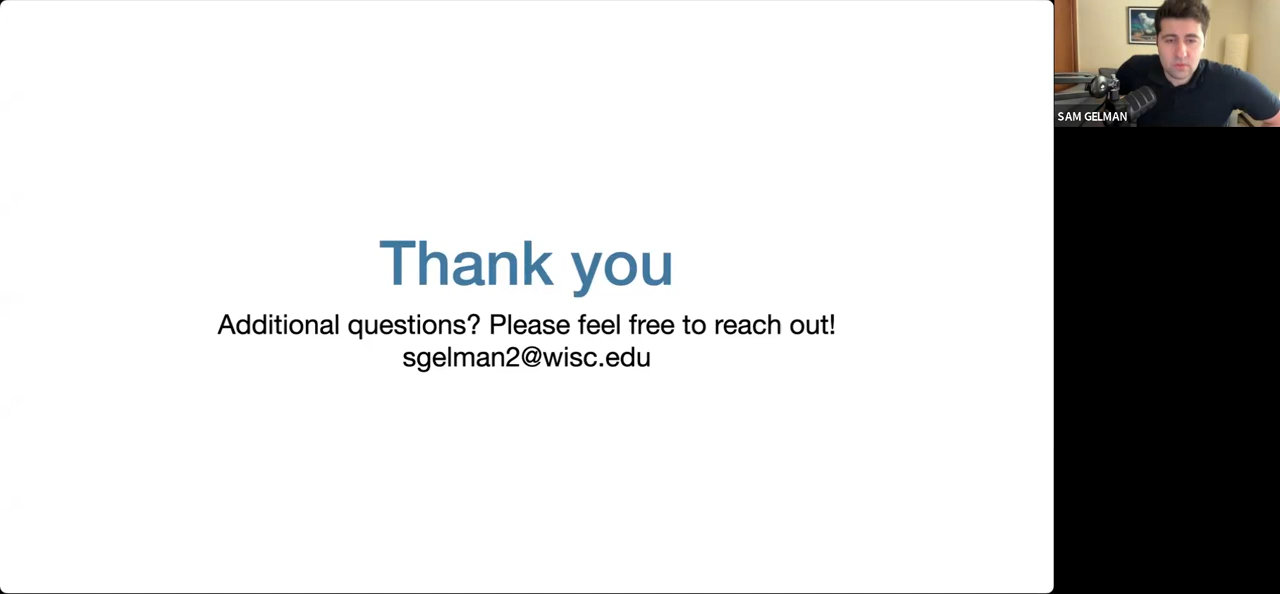 Thank you
Additional questions? Please feel free to reach out!
sgelman2@wisc.edu
SAM GELMAN